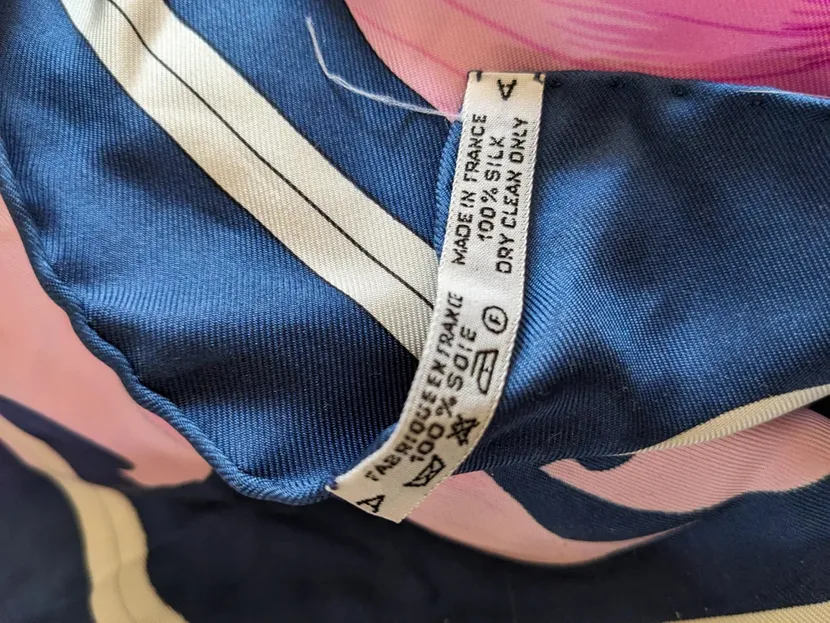 A
FABRIQUE EN FRANCE
100% SOIE
F
MADE IN FRANCE
100% SILK
DRY CLEAN ONLY
A